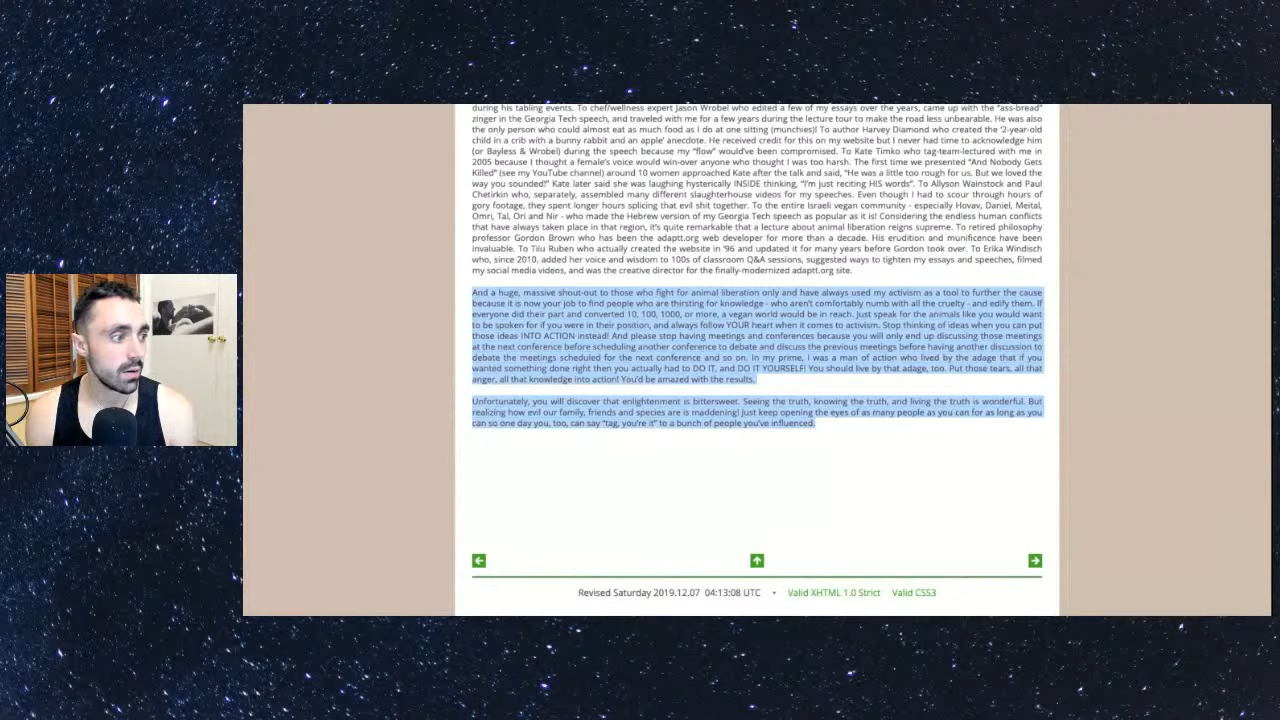 during his tabling events. To chef/wellness expert Jason Wrobel who edited a few of my essays over the years, came up with the "ass-bread"
zinger in the Georgia Tech speech, and traveled with me for a few years during the lecture tour to make the road less unbearable. He was also
the only person who could almost eat as much food as I do at one sitting (munchies)! To author Harvey Diamond who created the '2-year-old
child in a crib with a bunny rabbit and an apple' anecdote. He received credit for this on my website but I never had time to acknowledge him
(or Bayless & Wrobel) during the speech because my "flow" would've been compromised. To Kate Timko who tag-team-lectured with me in
2005 because I thought a female's voice would win-over anyone who thought I was too harsh. The first time we presented "And Nobody Gets
Killed" (see my YouTube channel) around 10 women approached Kate after the talk and said, "He was a little too rough for us. But we loved the
way you sounded!" Kate later said she was laughing hysterically INSIDE thinking, "I'm just reciting HIS words". To Allyson Wainstock and Paul
Chetirkin who, separately, assembled many different slaughterhouse videos for my speeches. Even though I had to scour through hours of
gory footage, they spent longer hours splicing that evil shit together. To the entire Israeli vegan community - especially Hovav, Daniel, Meital,
Omri, Tal, Ori and Nir - who made the Hebrew version of my Georgia Tech speech as popular as it is! Considering the endless human conflicts
that have always taken place in that region, it's quite remarkable that a lecture about animal liberation reigns supreme. To retired philosophy
professor Gordon Brown who has been the adaptt.org web developer for more than a decade. His erudition and munificence have been
invaluable. To Tiiu Ruben who actually created the website in '96 and updated it for many years before Gordon took over. To Erika Windisch
who, since 2010, added her voice and wisdom to 100s of classroom Q&A sessions, suggested ways to tighten my essays and speeches, filmed
my social media videos, and was the creative director for the finally-modernized adaptt.org site.
And a huge, massive shout-out to those who fight for animal liberation only and have always used my activism as a tool to further the cause
because it is now your job to find people who are thirsting for knowledge - who aren't comfortably numb with all the cruelty - and edify them. If
everyone did their part and converted 10, 100, 1000, or more, a vegan world would be in reach. Just speak for the animals like you would want
to be spoken for if you were in their position, and always follow YOUR heart when it comes to activism. Stop thinking of ideas when you can put
those ideas INTO ACTION instead! And please stop having meetings and conferences because you will only end up discussing those meetings
at the next conference before scheduling another conference to debate and discuss the previous meetings before having another discussion to
debate the meetings scheduled for the next conference and so on. In my prime, I was a man of action who lived by the adage that if you
wanted something done right then you actually had to DO IT, and DO IT YOURSELF! You should live by that adage, too. Put those tears, all that
anger, all that knowledge into action! You'd be amazed with the results.
Unfortunately, you will discover that enlightenment is bittersweet. Seeing the truth, knowing the truth, and living the truth is wonderful. But
realizing how evil our family, friends and species are is maddening! Just keep opening the eyes of as many people as you can for as long as you
can so one day you, too, can say "tag, you're it" to a bunch of people you've influenced.
Revised Saturday 2019.12.07 04:13:08 UTC • Valid XHTML 1.0 Strict Valid CSS3